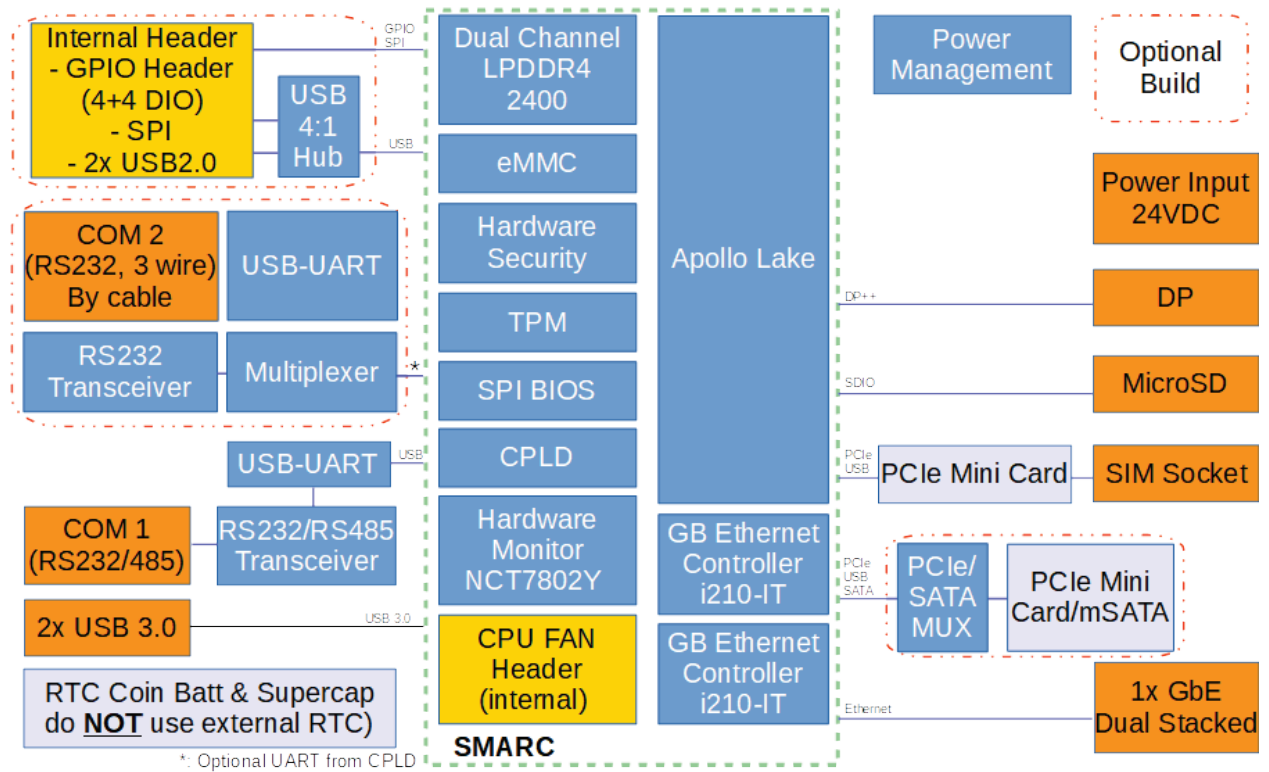 Internal Header
- GPIO Header
(4+4 DIO)
- SPI
- 2x USB2.0
USB
4:1
Hub
GPIO
SPI
USB
COM 2
(RS232, 3 wire)
By cable
USB-UART
RS232
Transceiver
Multiplexer
*
USB-UART
USB
COM 1
(RS232/485)
RS232/RS485
Transceiver
2x USB 3.0
USB 3.0
RTC Coin Batt & Supercap
do NOT use external RTC)
*: Optional UART from CPLD
Dual Channel
LPDDR4
2400
eMMC
Hardware
Security
TPM
SPI BIOS
CPLD
Hardware
Monitor
NCT7802Y
CPU FAN
Header
(internal)
SMARC
Apollo Lake
GB Ethernet
Controller
i210-IT
GB Ethernet
Controller
i210-IT
Power
Management
Optional
Build
Power Input
24VDC
DP++
DP
SDIO
MicroSD
PCIe
USB
PCIe Mini Card
SIM Socket
PCIe
USB
SATA
PCIe/
SATA
MUX
PCIe Mini
Card/mSATA
Ethernet
1x GbE
Dual Stacked